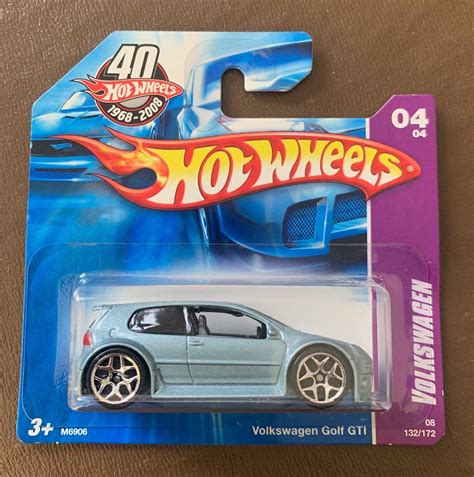 40
HOT WHEELS
1968-2008
HOT WHEELS®
04
04
VOLKSWAGEN
3+
M6906
Volkswagen Golf GTI
08
132/172